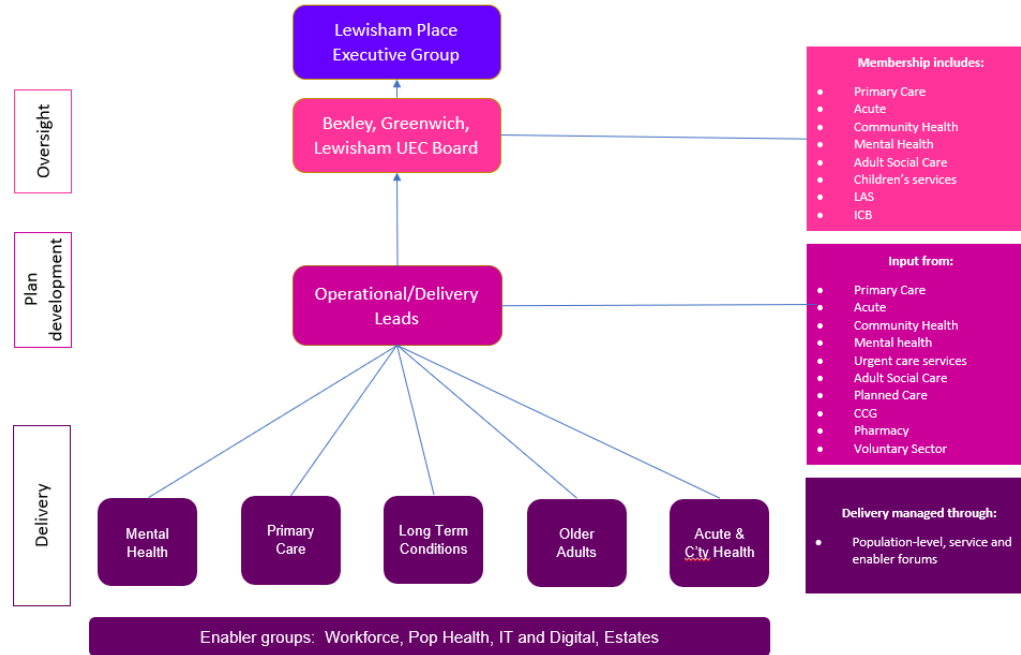 Lewisham Place
Executive Group
Oversight
Bexley, Greenwich,
Lewisham UEC Board
Membership includes:
• Primary Care
• Acute
• Community Health
• Mental Health
• Adult Social Care
• Children’s services
• LAS
• ICB
Plan
development
Operational/Delivery
Leads
Input from:
• Primary Care
• Acute
• Community Health
• Mental health
• Urgent care services
• Adult Social Care
• Planned Care
• CCG
• Pharmacy
• Voluntary Sector
Delivery
Mental
Health
Primary
Care
Long Term
Conditions
Older
Adults
Acute &
C'ty Health
Delivery managed through:
• Population-level, service and
enabler forums
Enabler groups: Workforce, Pop Health, IT and Digital, Estates